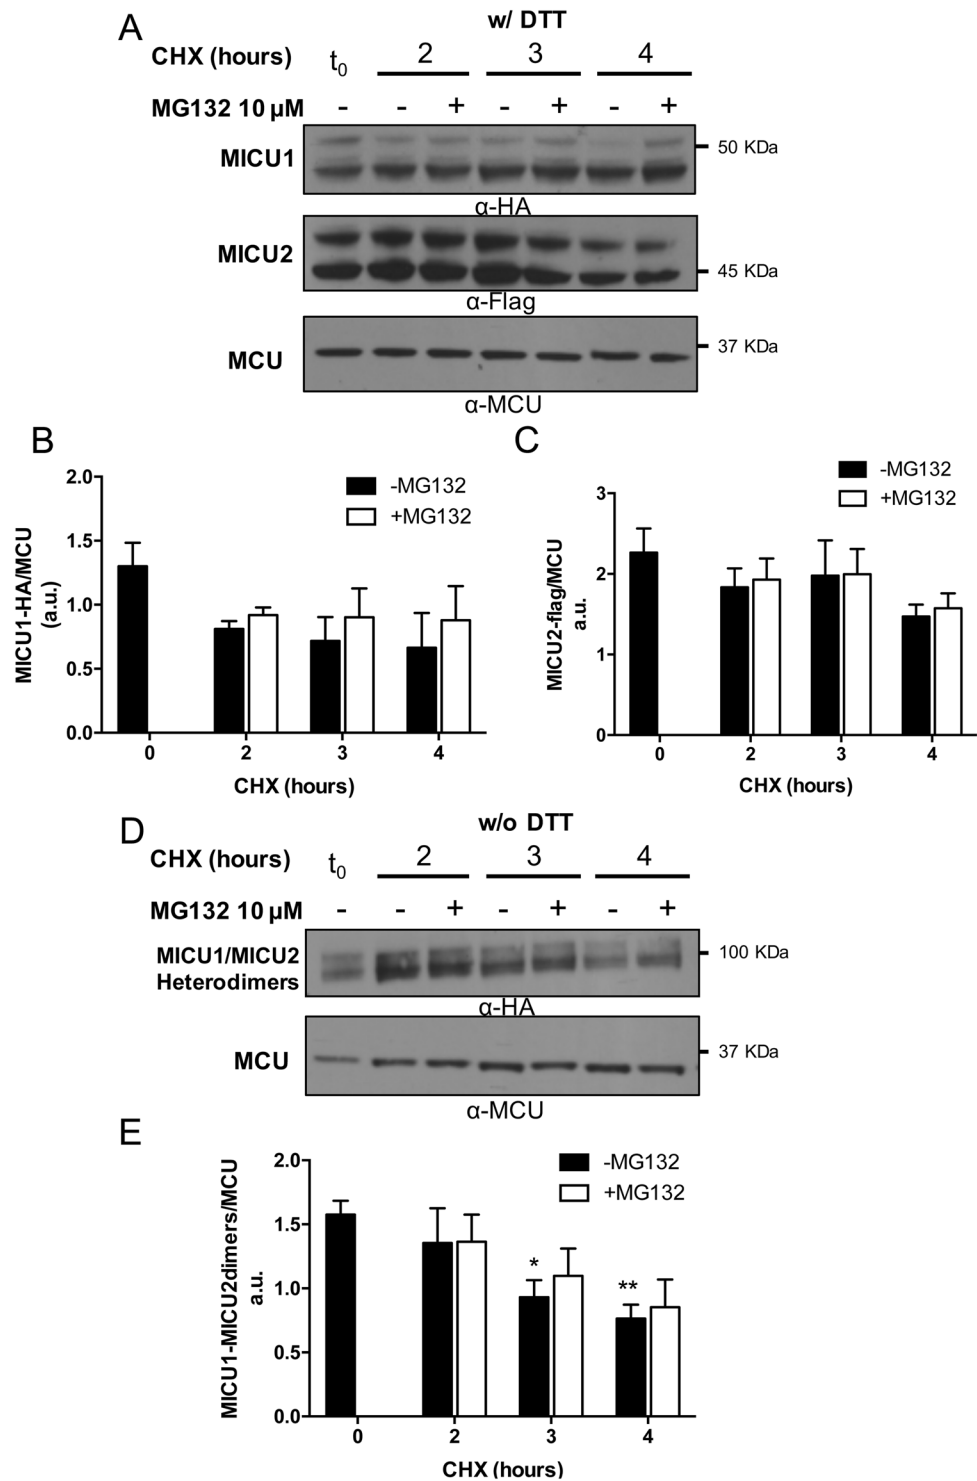 A
w/ DTT
CHX (hours) t0 2 3 4
MG132 10 µM - - + - + - +
MICU1
50 KDa
α-HA
MICU2
45 KDa
α-Flag
MCU
37 KDa
α-MCU
B
-MG132
+MG132
MICU1-HA/MCU
(a.u.)
2.0
1.5
1.0
0.5
0.0
0 2 3 4
CHX (hours)
C
-MG132
+MG132
MICU2-flag/MCU
a.u.
3
2
1
0
0 2 3 4
CHX (hours)
D
w/o DTT
CHX (hours) t0 2 3 4
MG132 10 µM - - + - + - +
MICU1/MICU2
Heterodimers
100 KDa
α-HA
MCU
37 KDa
α-MCU
E
-MG132
+MG132
MICU1-MICU2dimers/MCU
a.u.
2.0
1.5
1.0
0.5
0.0
* **
0 2 3 4
CHX (hours)